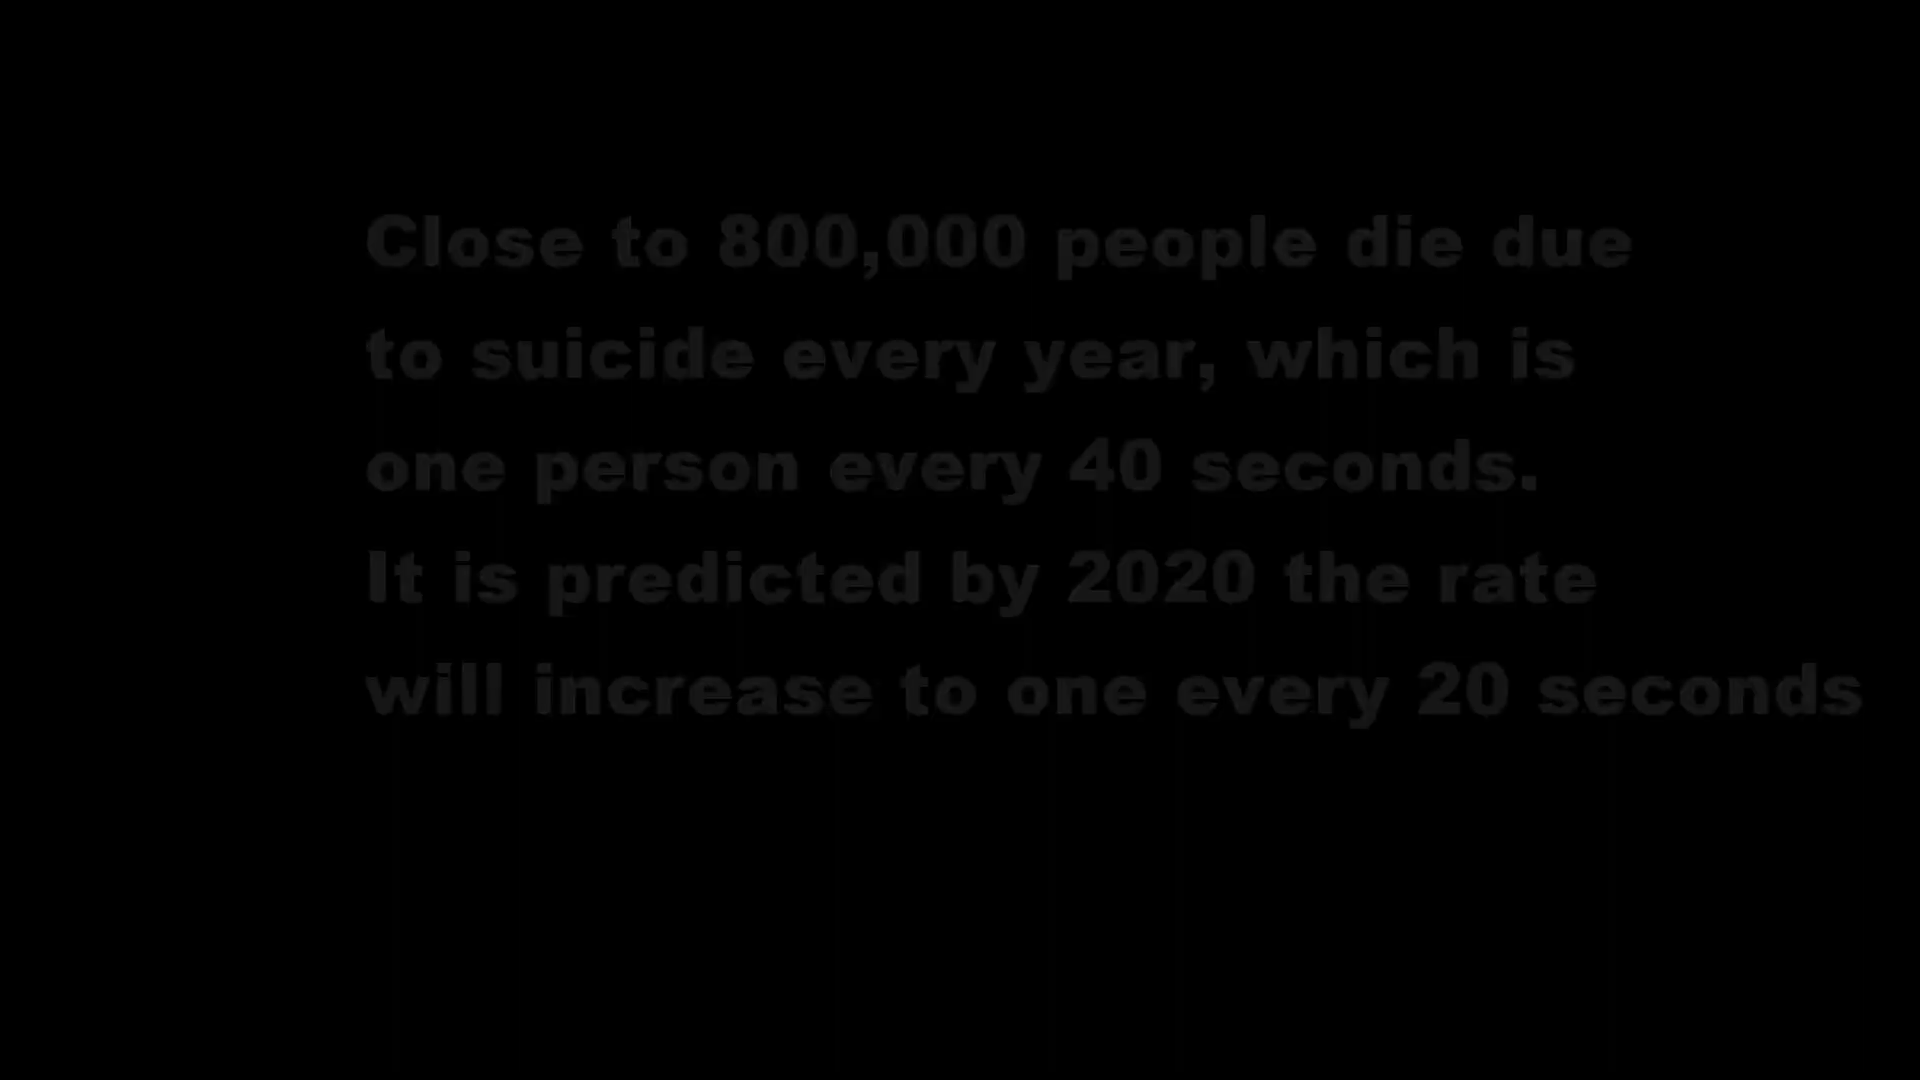 Close to 800,000 people die due
to suicide every year, which is
one person every 40 seconds.
It is predicted by 2020 the rate
will increase to one every 20 seconds